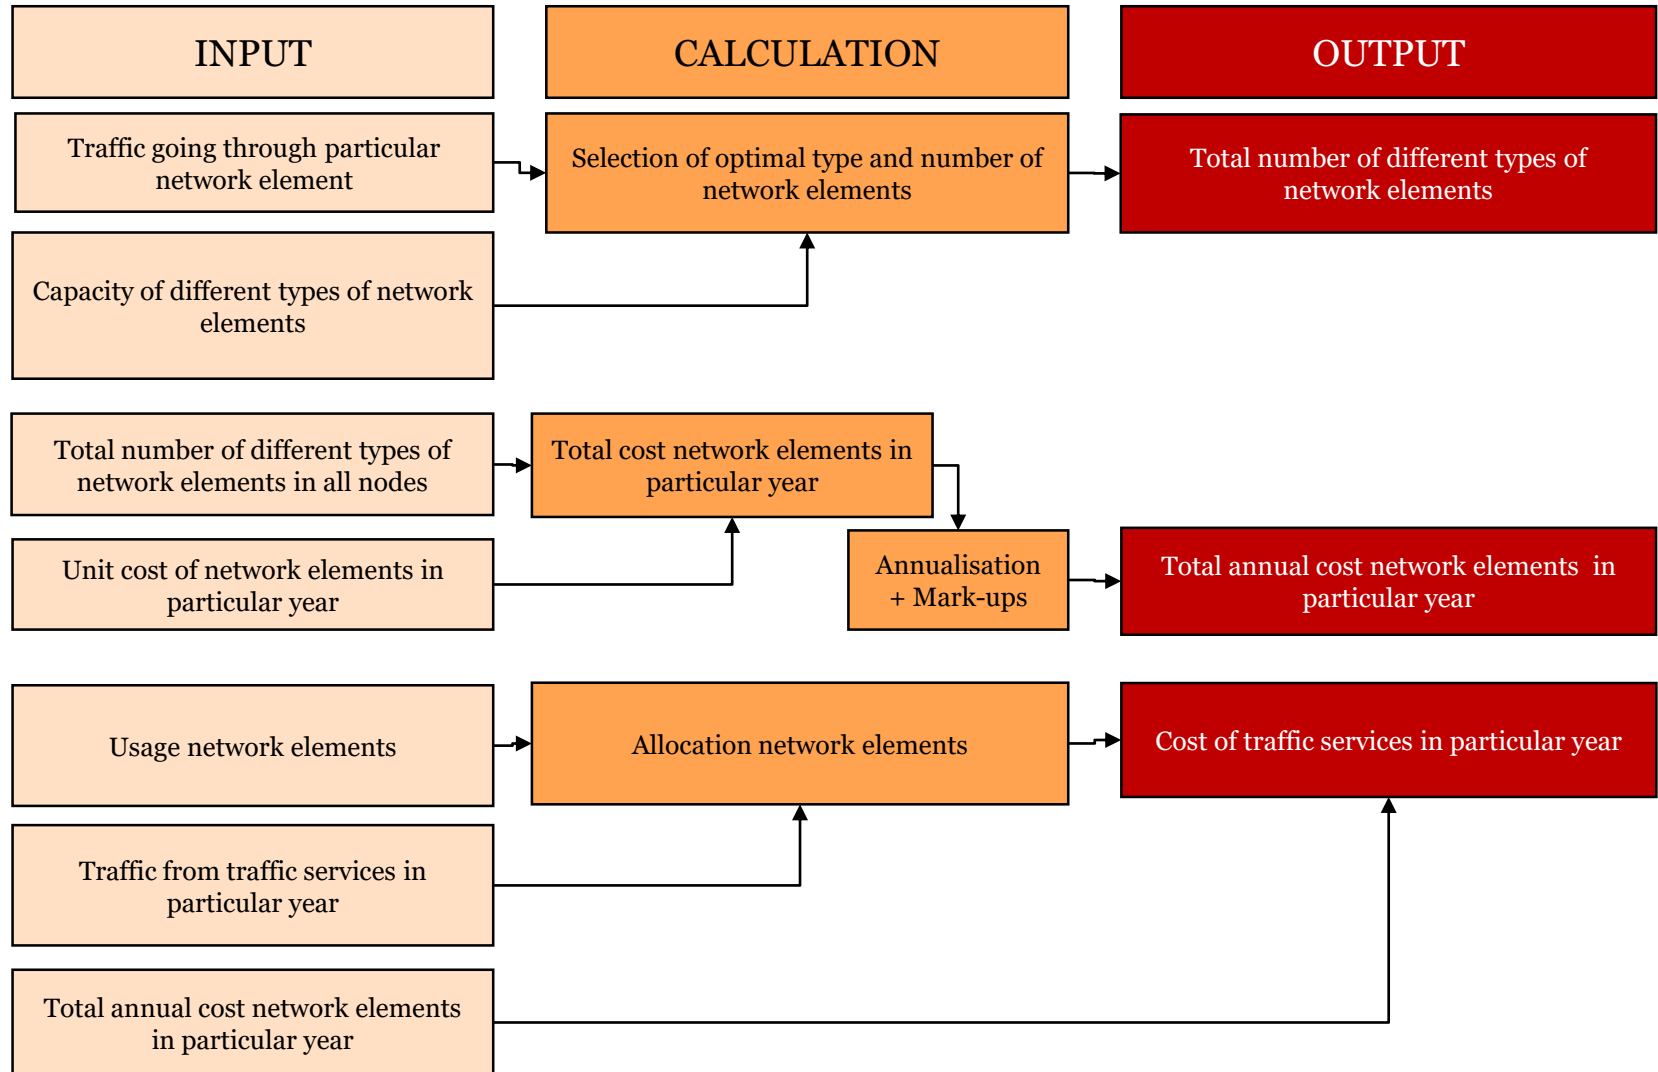 INPUT
CALCULATION
OUTPUT
Traffic going through particular
network element
Selection of optimal type and number of
network elements
Total number of different types of
network elements
Capacity of different types of network
elements
Total number of different types of
network elements in all nodes
Total cost network elements in
particular year
Unit cost of network elements in
particular year
Annualisation
+ Mark-ups
Total annual cost network elements in
particular year
Usage network elements
Allocation network elements
Cost of traffic services in particular year
Traffic from traffic services in
particular year
Total annual cost network elements
in particular year